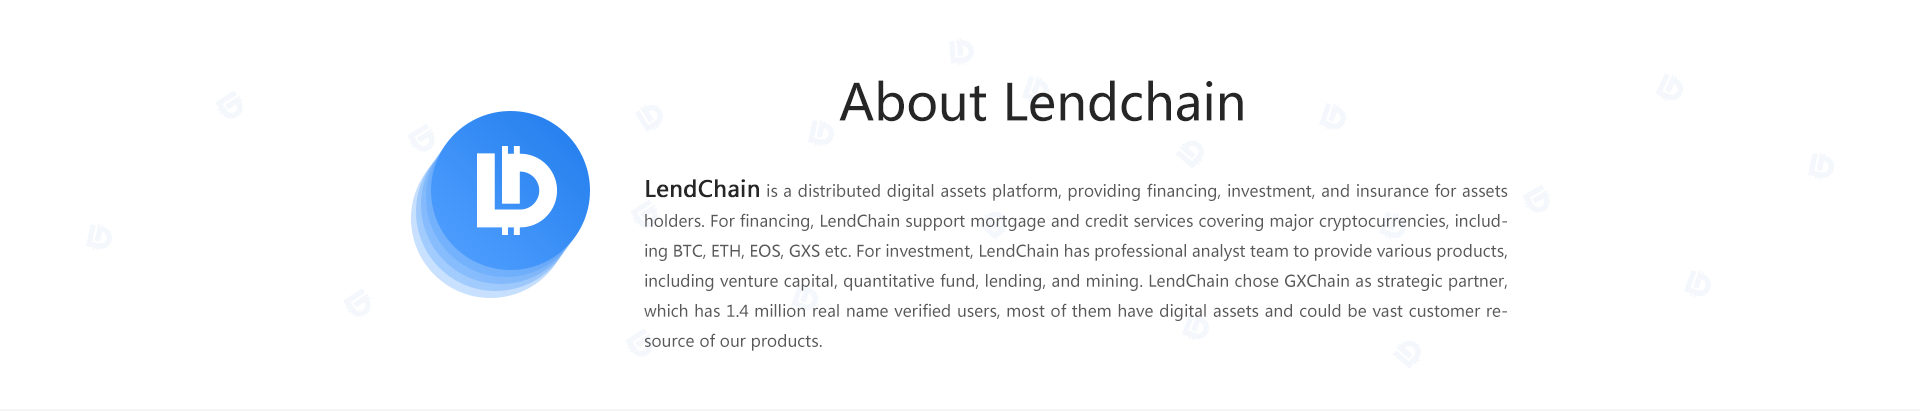 About Lendchain
LendChain is a distributed digital assets platform, providing financing, investment, and insurance for assets
holders. For financing, LendChain support mortgage and credit services covering major cryptocurrencies, includ-
ing BTC, ETH, EOS, GXS etc. For investment, LendChain has professional analyst team to provide various products,
including venture capital, quantitative fund, lending, and mining. LendChain chose GXChain as strategic partner,
which has 1.4 million real name verified users, most of them have digital assets and could be vast customer re-
source of our products.